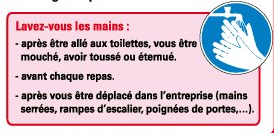 Lavez-vous les mains :
- après être allé aux toilettes, vous être
mouché, avoir toussé ou éternué.
- avant chaque repas.
- après vous être déplacé dans l'entreprise (mains
serrées, rampes d'escalier, poignées de portes,...).